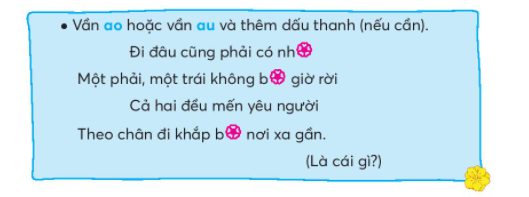 • Vần ao hoặc vần au và thêm dấu thanh (nếu cần).
Đi đâu cũng phải có nh
Một phải, một trái không b giờ rời
Cả hai đều mến yêu người
Theo chân đi khắp b nơi xa gần.
(Là cái gì?)